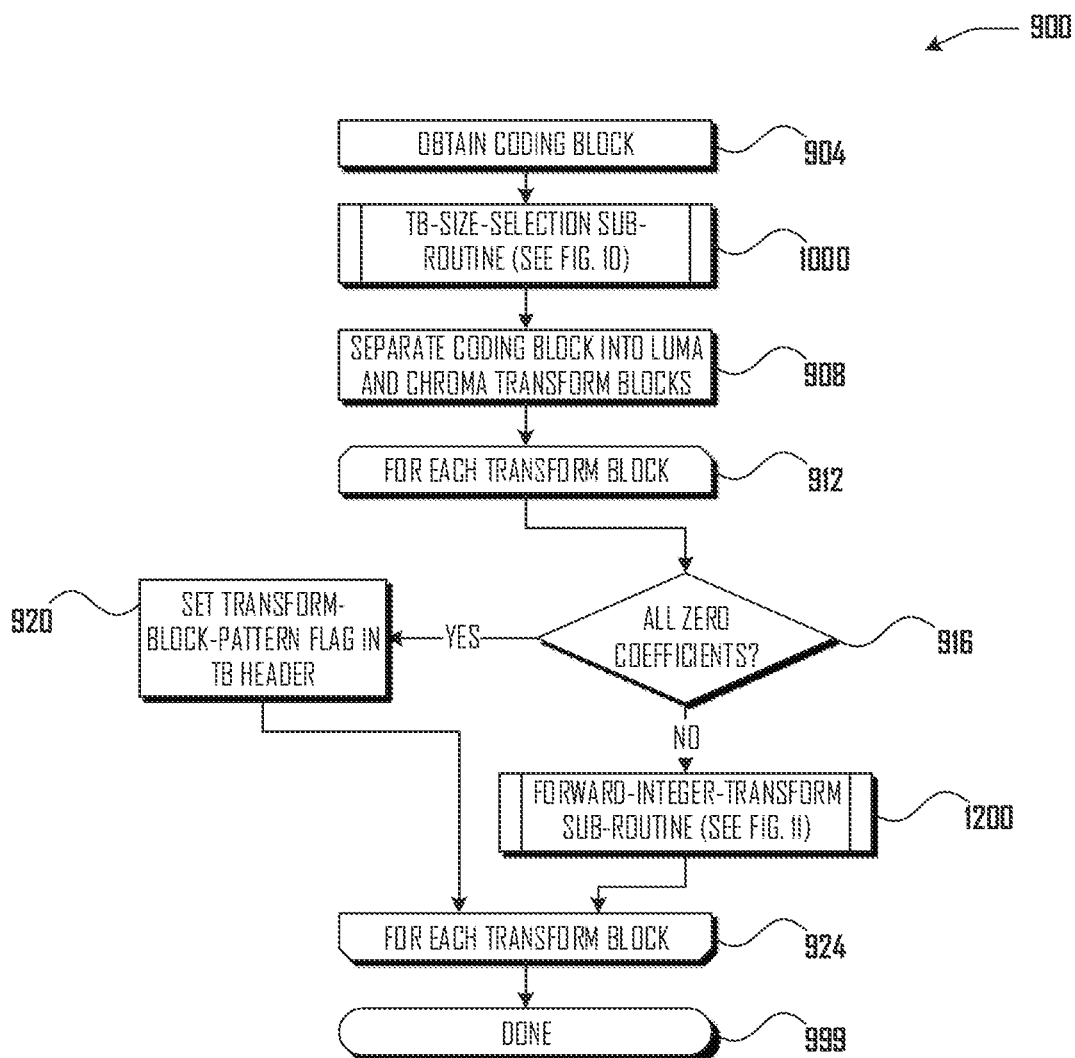 900
OBTAIN CODING BLOCK
904
TB-SIZE-SELECTION SUB-
ROUTINE (SEE FIG. 10)
1000
SEPARATE CODING BLOCK INTO LUMA
AND CHROMA TRANSFORM BLOCKS
908
FOR EACH TRANSFORM BLOCK
912
SET TRANSFORM-
BLOCK-PATTERN FLAG IN
TB HEADER
920
YES
ALL ZERO
COEFFICIENTS?
916
NO
FORWARD-INTEGER-TRANSFORM
SUB-ROUTINE (SEE FIG. 11)
1200
FOR EACH TRANSFORM BLOCK
924
DONE
999